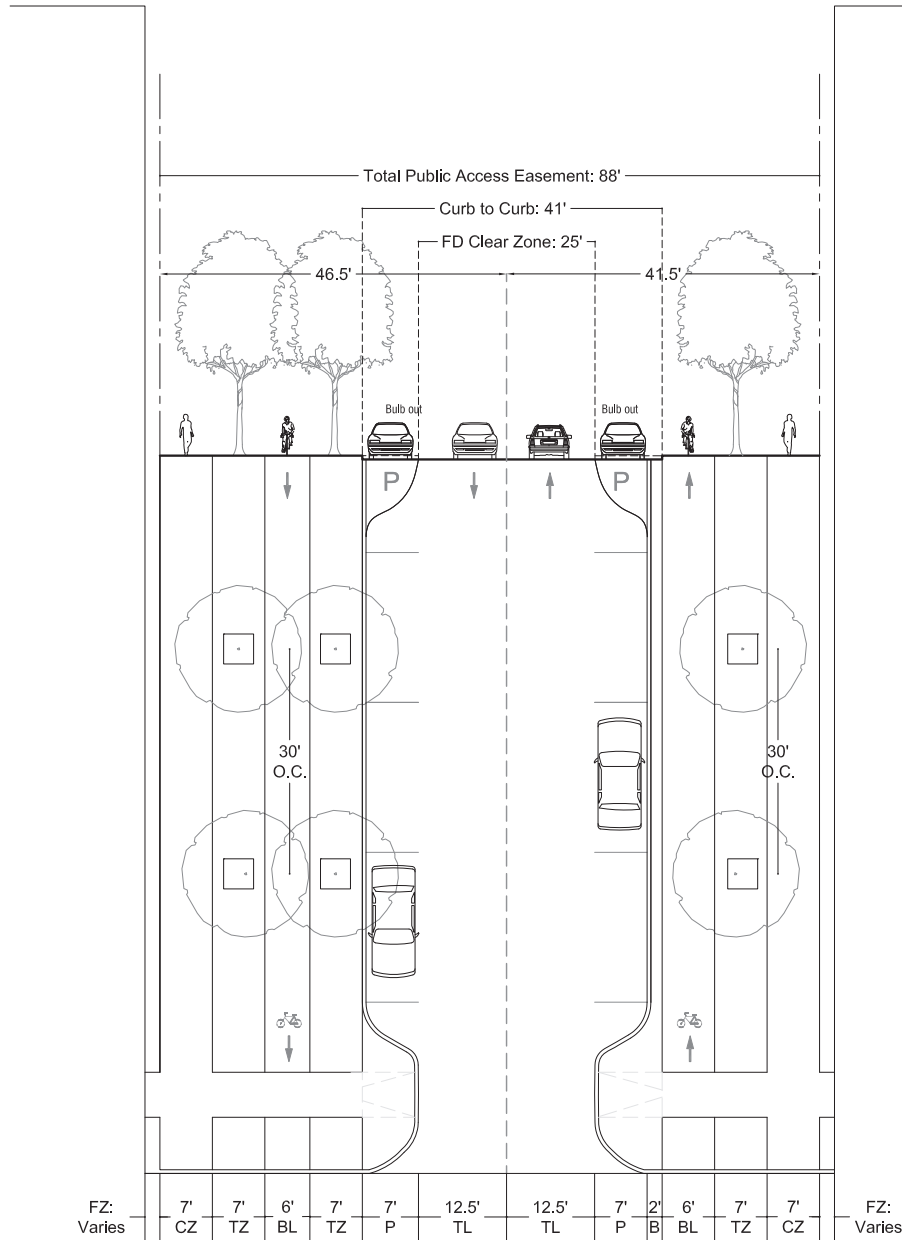 Total Public Access Easement: 88'
Curb to Curb: 41'
FD Clear Zone: 25'
46.5' 41.5'
Bulb out Bulb out
P P
30' 30'
O.C. O.C.
FZ: 7' 7' 6' 7' 7' 12.5' 12.5' 7' 2' 6' 7' 7' FZ:
Varies CZ TZ BL TZ P TL TL P B BL TZ CZ Varies